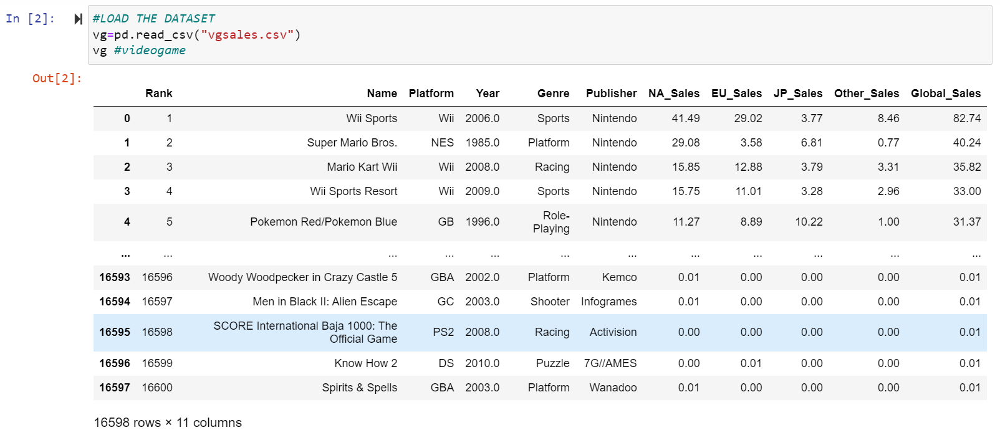 In [2]:
#LOAD THE DATASET
vg=pd.read_csv("vgsales.csv")
vg #videogame
Out[2]:
Rank Name Platform Year Genre Publisher NA_Sales EU_Sales JP_Sales Other_Sales Global_Sales
0 1 Wii Sports Wii 2006.0 Sports Nintendo 41.49 29.02 3.77 8.46 82.74
1 2 Super Mario Bros. NES 1985.0 Platform Nintendo 29.08 3.58 6.81 0.77 40.24
2 3 Mario Kart Wii Wii 2008.0 Racing Nintendo 15.85 12.88 3.79 3.31 35.82
3 4 Wii Sports Resort Wii 2009.0 Sports Nintendo 15.75 11.01 3.28 2.96 33.00
4 5 Pokemon Red/Pokemon Blue GB 1996.0 Role-
Playing Nintendo 11.27 8.89 10.22 1.00 31.37
... ... ... ... ... ... ... ... ... ... ... ...
16593 16596 Woody Woodpecker in Crazy Castle 5 GBA 2002.0 Platform Kemco 0.01 0.00 0.00 0.00 0.01
16594 16597 Men in Black II: Alien Escape GC 2003.0 Shooter Infogrames 0.01 0.00 0.00 0.00 0.01
16595 16598 SCORE International Baja 1000: The
Official Game PS2 2008.0 Racing Activision 0.00 0.00 0.00 0.00 0.01
16596 16599 Know How 2 DS 2010.0 Puzzle 7G//AMES 0.00 0.01 0.00 0.00 0.01
16597 16600 Spirits & Spells GBA 2003.0 Platform Wanadoo 0.01 0.00 0.00 0.00 0.01
16598 rows × 11 columns